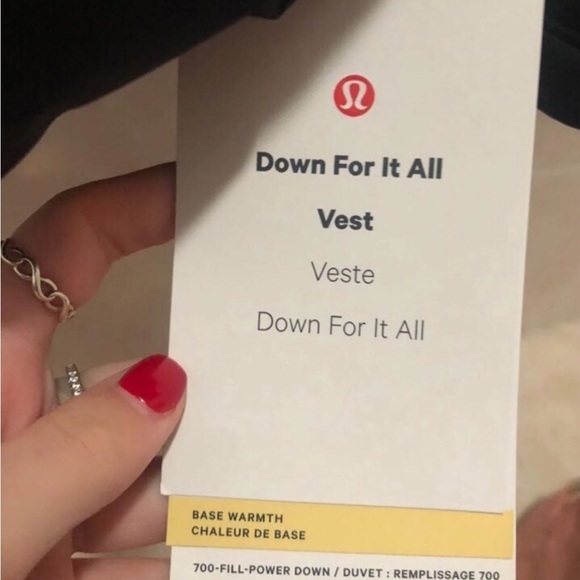 Down For It All
Vest
Veste
Down For It All
BASE WARMTH
CHALEUR DE BASE
700-FILL-POWER DOWN / DUVET : REMPLISSAGE 700